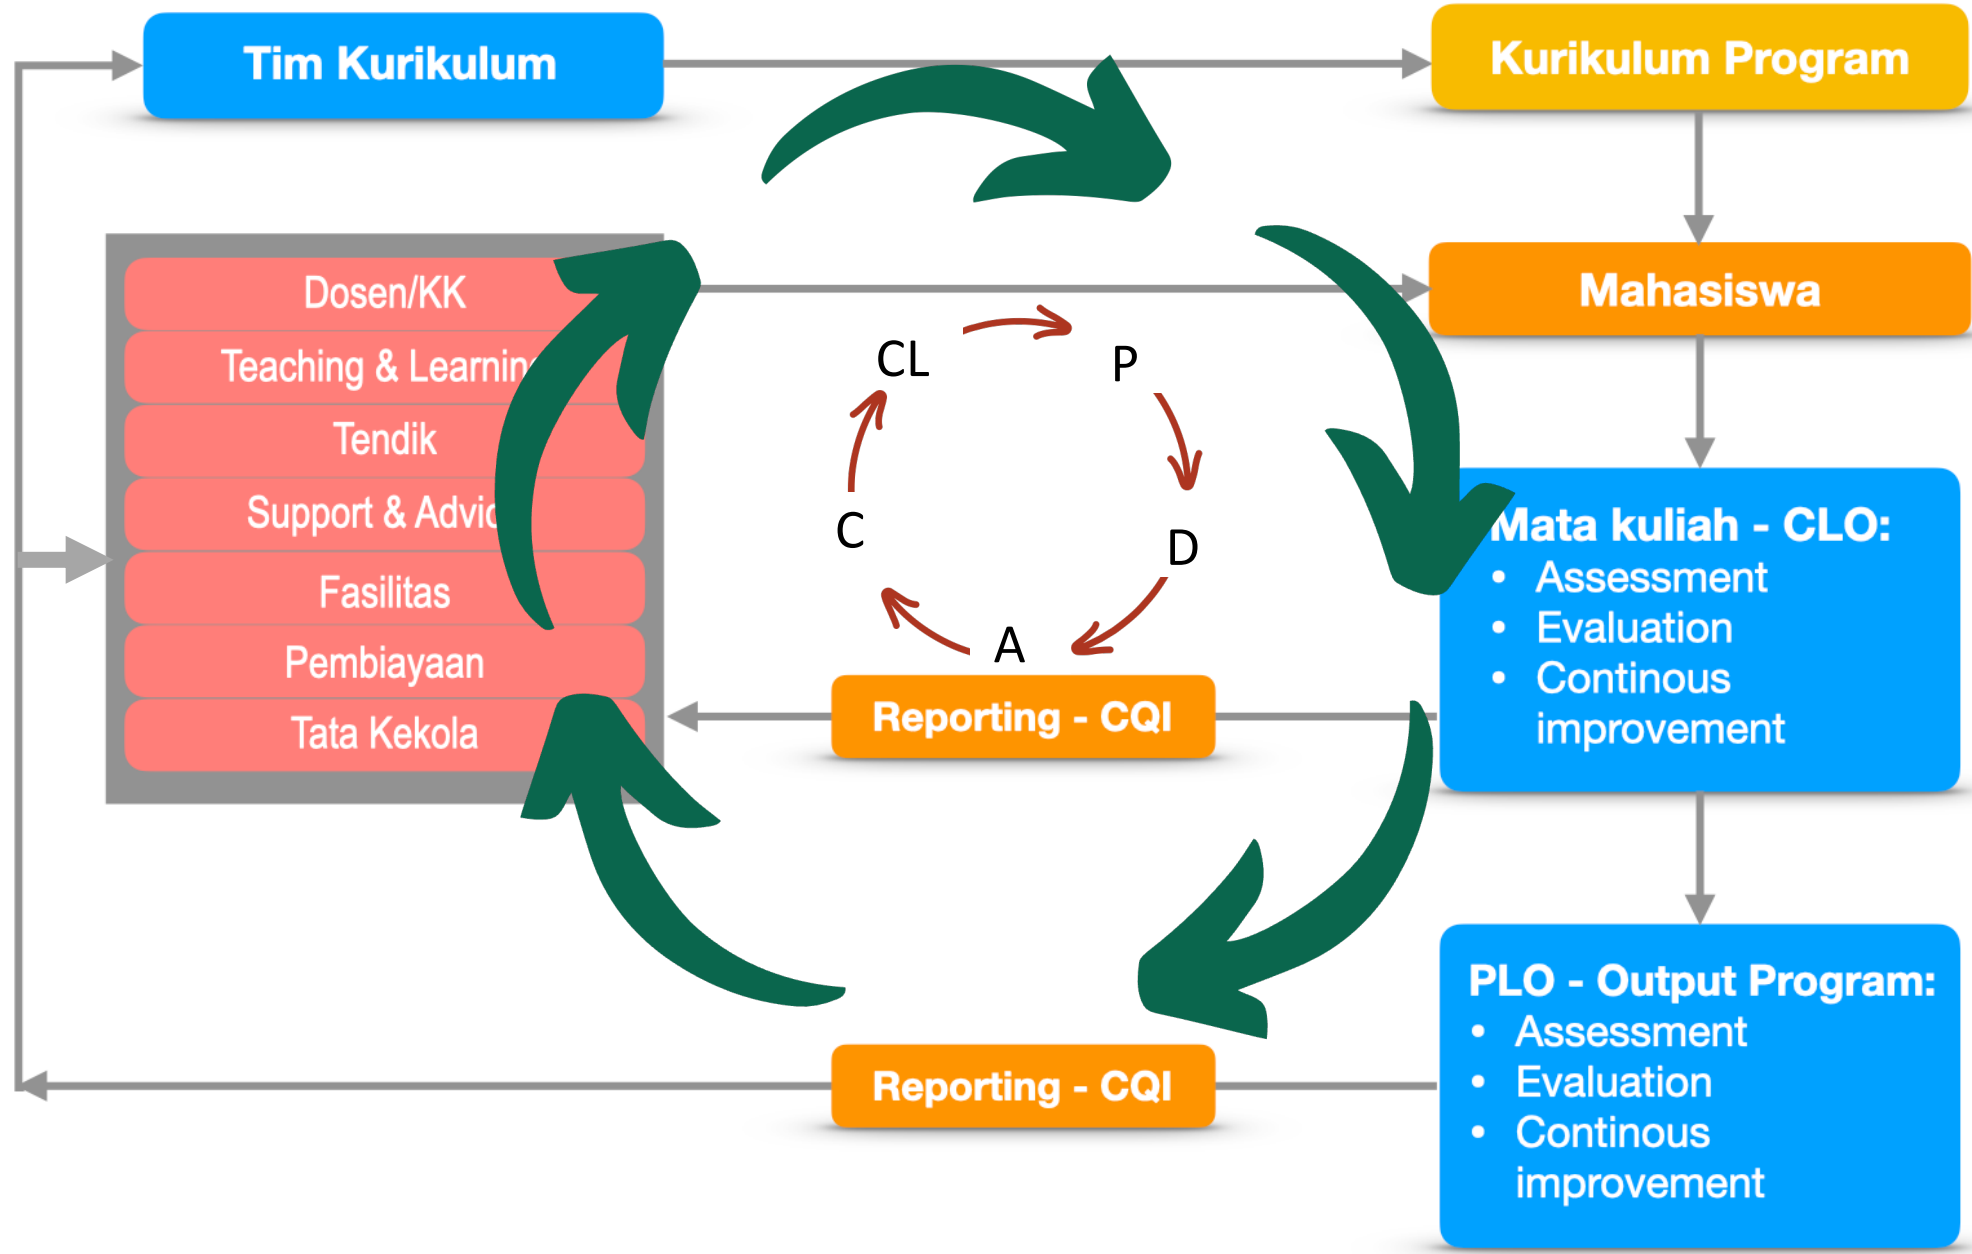 Tim Kurikulum
Kurikulum Program
Dosen/KK
Teaching & Learning
Tendik
Support & Advic
Fasilitas
Pembiayaan
Tata Kekola
Mahasiswa
CL
P
D
A
C
Mata kuliah - CLO:
• Assessment
• Evaluation
• Continous
improvement
Reporting - CQI
PLO - Output Program:
• Assessment
• Evaluation
• Continous
improvement
Reporting - CQI